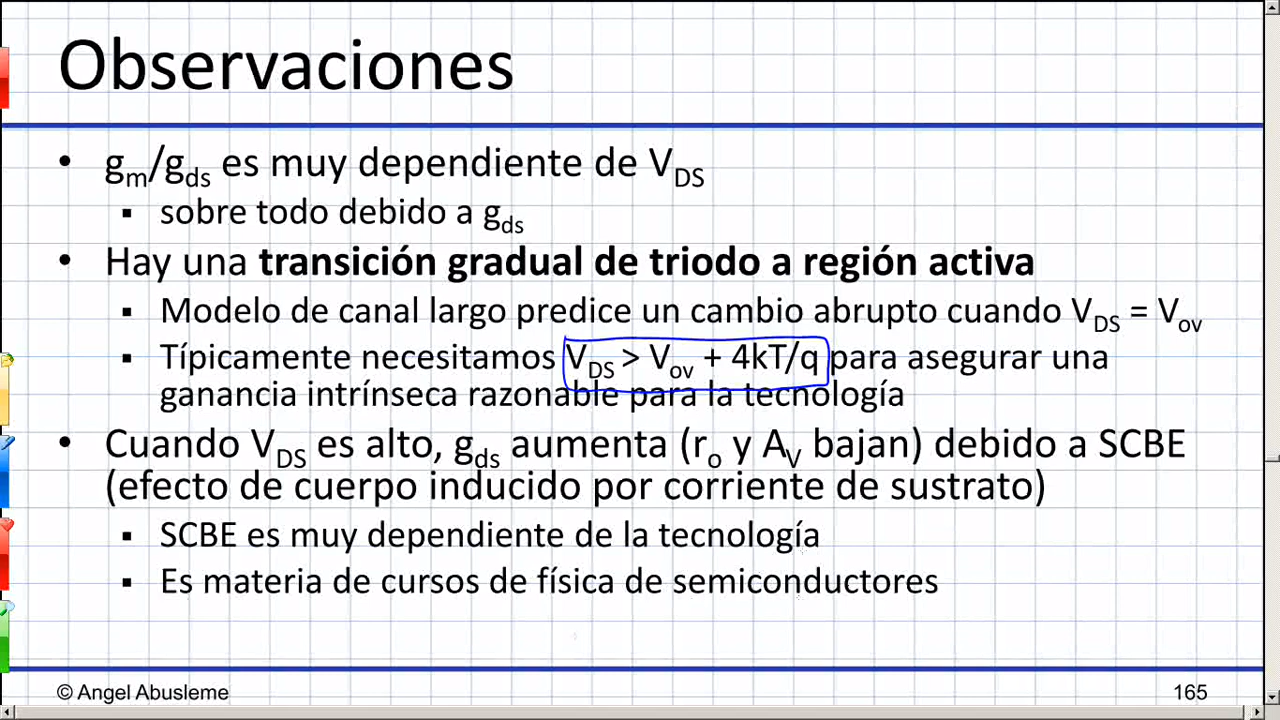 Observaciones
• gm/gds es muy dependiente de VDS
▪ sobre todo debido a gds
• Hay una transición gradual de triodo a región activa
▪ Modelo de canal largo predice un cambio abrupto cuando VDS = Vov
▪ Típicamente necesitamos VDS > Vov + 4kT/q para asegurar una
ganancia intrínseca razonable para la tecnología
• Cuando VDS es alto, gds aumenta (ro y AV bajan) debido a SCBE
(efecto de cuerpo inducido por corriente de sustrato)
▪ SCBE es muy dependiente de la tecnología
▪ Es materia de cursos de física de semiconductores
© Angel Abusleme
165